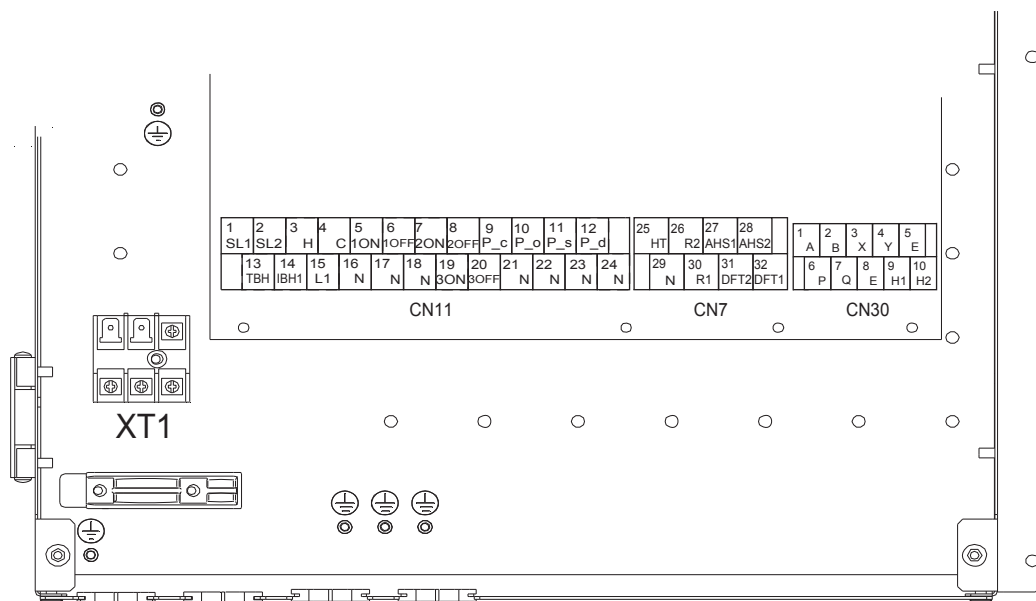 1 2 3 4 5 6 7 8 9 10 11 12
SL1 SL2 H C 1ON 1OFF 2ON 2OFF P_c P_o P_s P_d
13 14 15 16 17 18 19 20 21 22 23 24
TBH IBH1 L1 N N N 3ON 3OFF N N N N
CN11
25 26 27 28
HT R2 AHS1 AHS2
29 30 31 32
N R1 DFT2 DFT1
CN7
1 2 3 4 5
A B X Y E
6 7 8 9 10
P Q E H1 H2
CN30
XT1